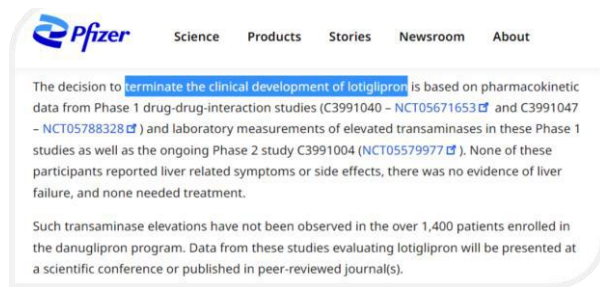 Pfizer Science Products Stories Newsroom About
The decision to terminate the clinical development of lotiglipron is based on pharmacokinetic
data from Phase 1 drug-drug-interaction studies (C3991040 – NCT05671653 and C3991047
– NCT05788328 ) and laboratory measurements of elevated transaminases in these Phase 1
studies as well as the ongoing Phase 2 study C3991004 (NCT05579977 ). None of these
participants reported liver related symptoms or side effects, there was no evidence of liver
failure, and none needed treatment.
Such transaminase elevations have not been observed in the over 1,400 patients enrolled in
the danuglipron program. Data from these studies evaluating lotiglipron will be presented at
a scientific conference or published in peer-reviewed journal(s).